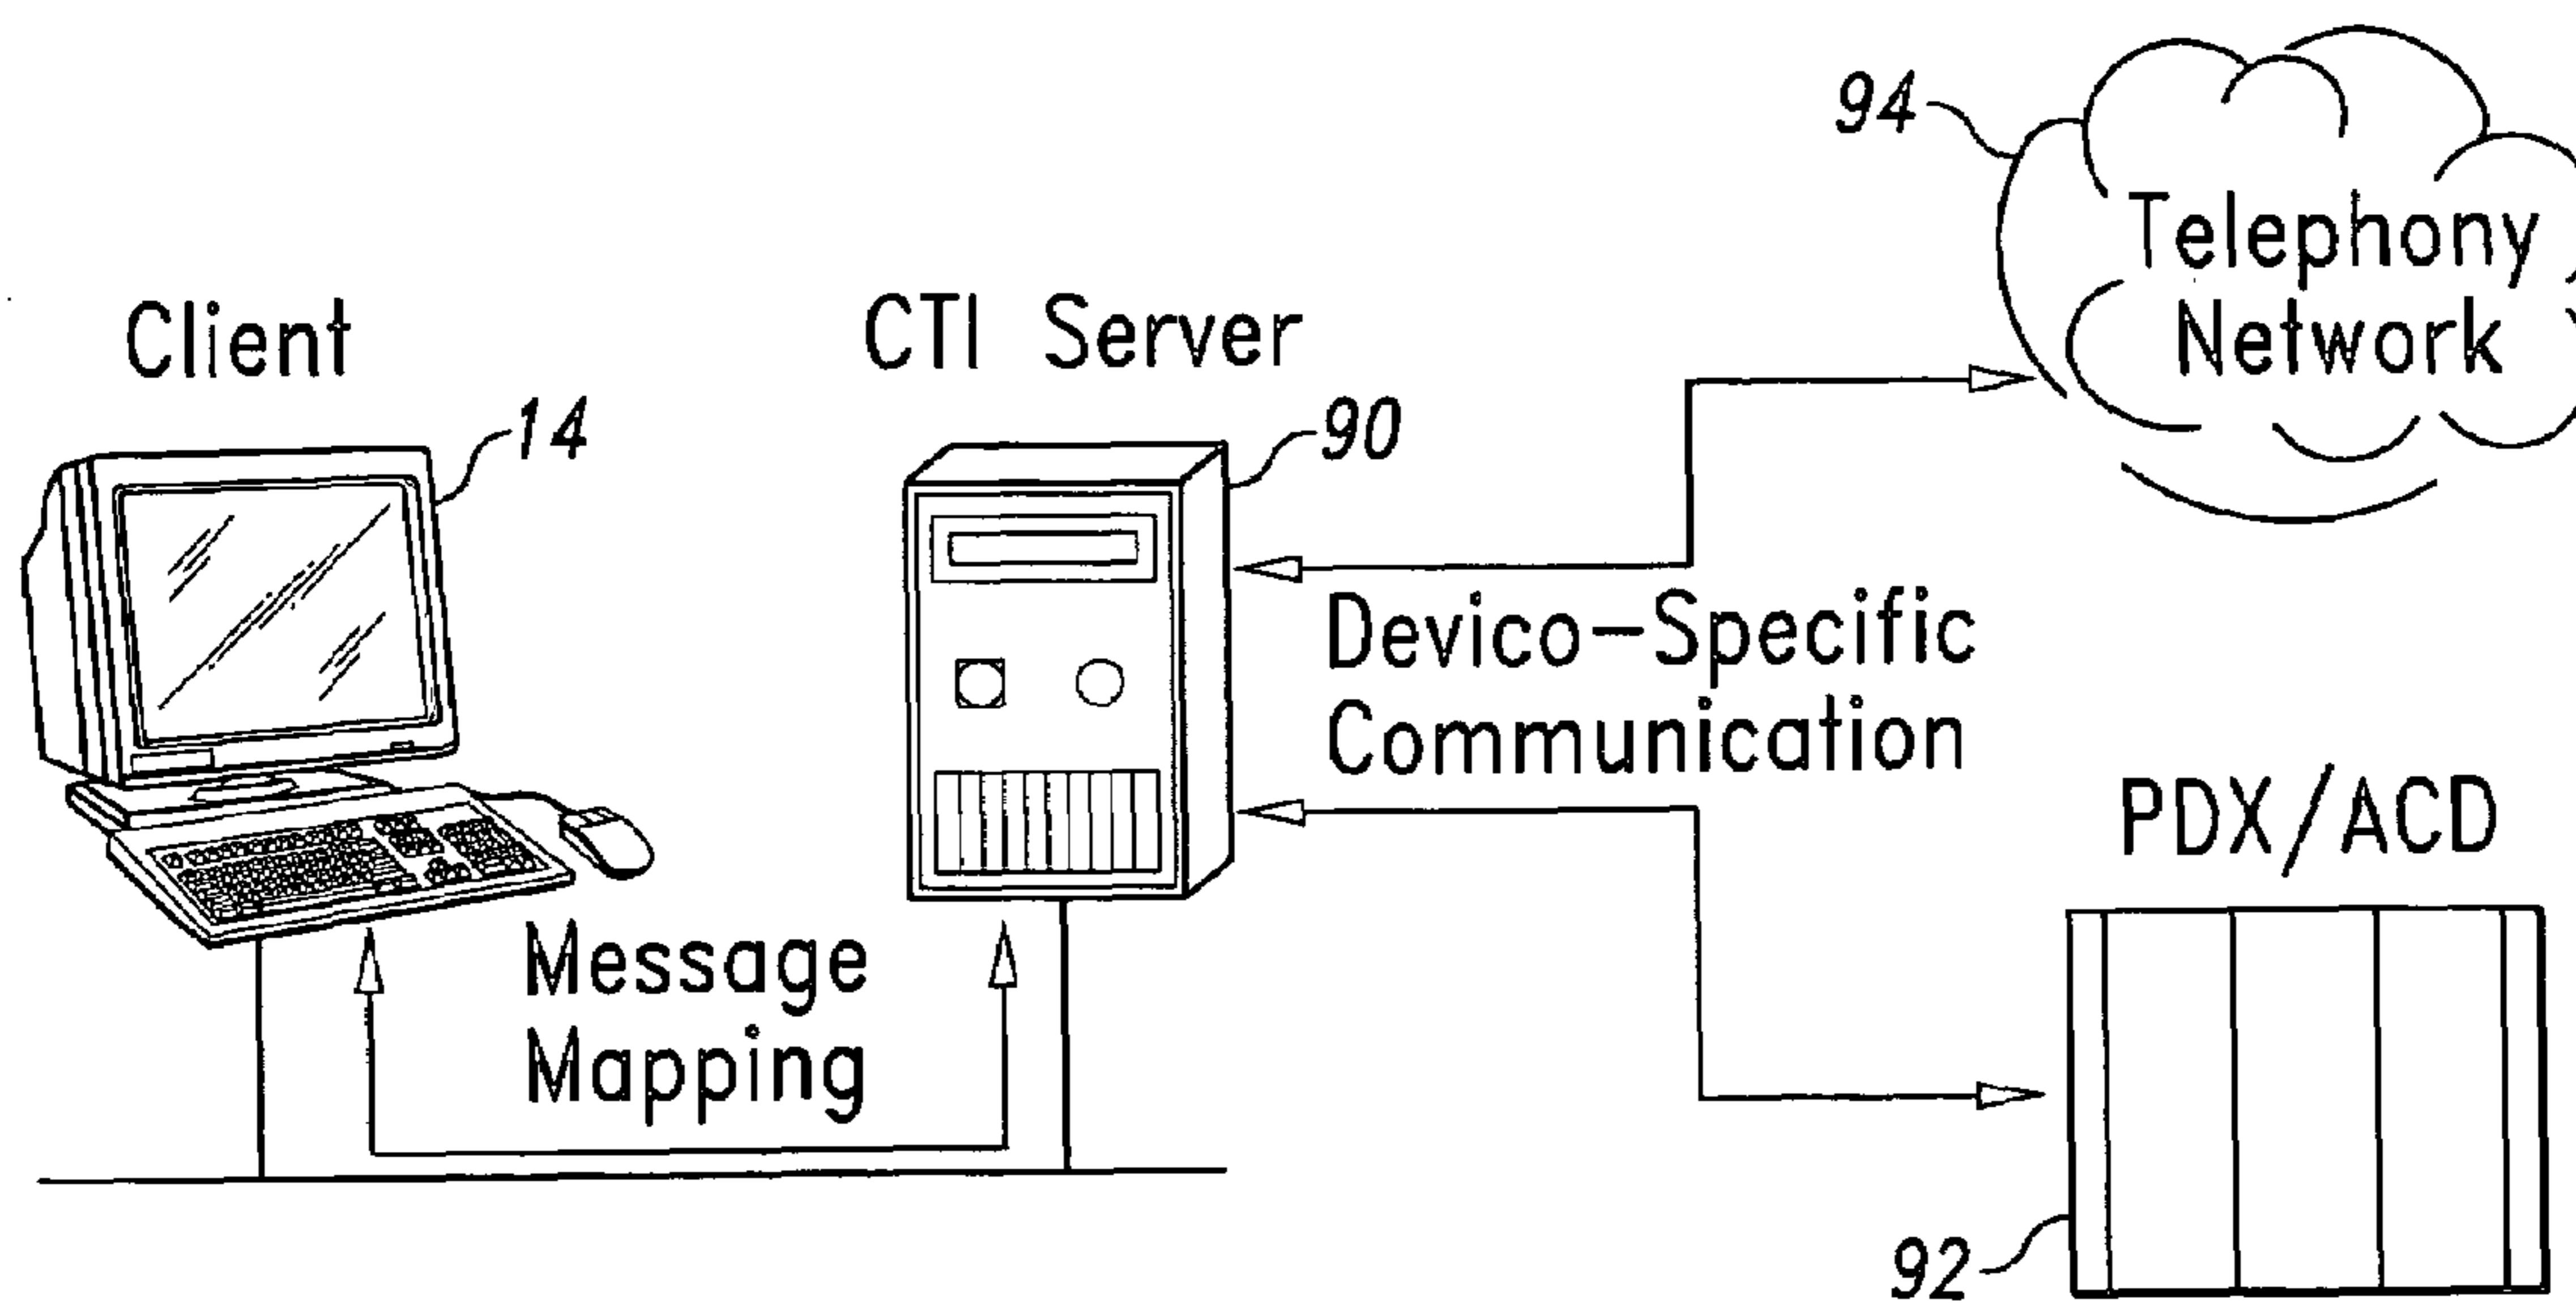 94
Telephony
Network
Client
CTI Server
14
90
Devico-Specific
Communication
PDX/ACD
Message
Mapping
92